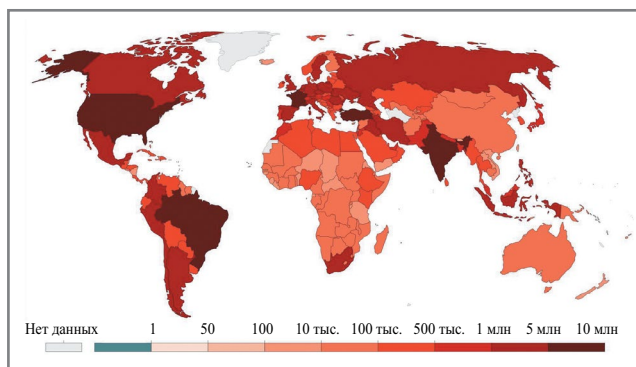 Нет данных 1 50 100 10 тыс. 100 тыс. 500 тыс. 1 млн 5 млн 10 млн